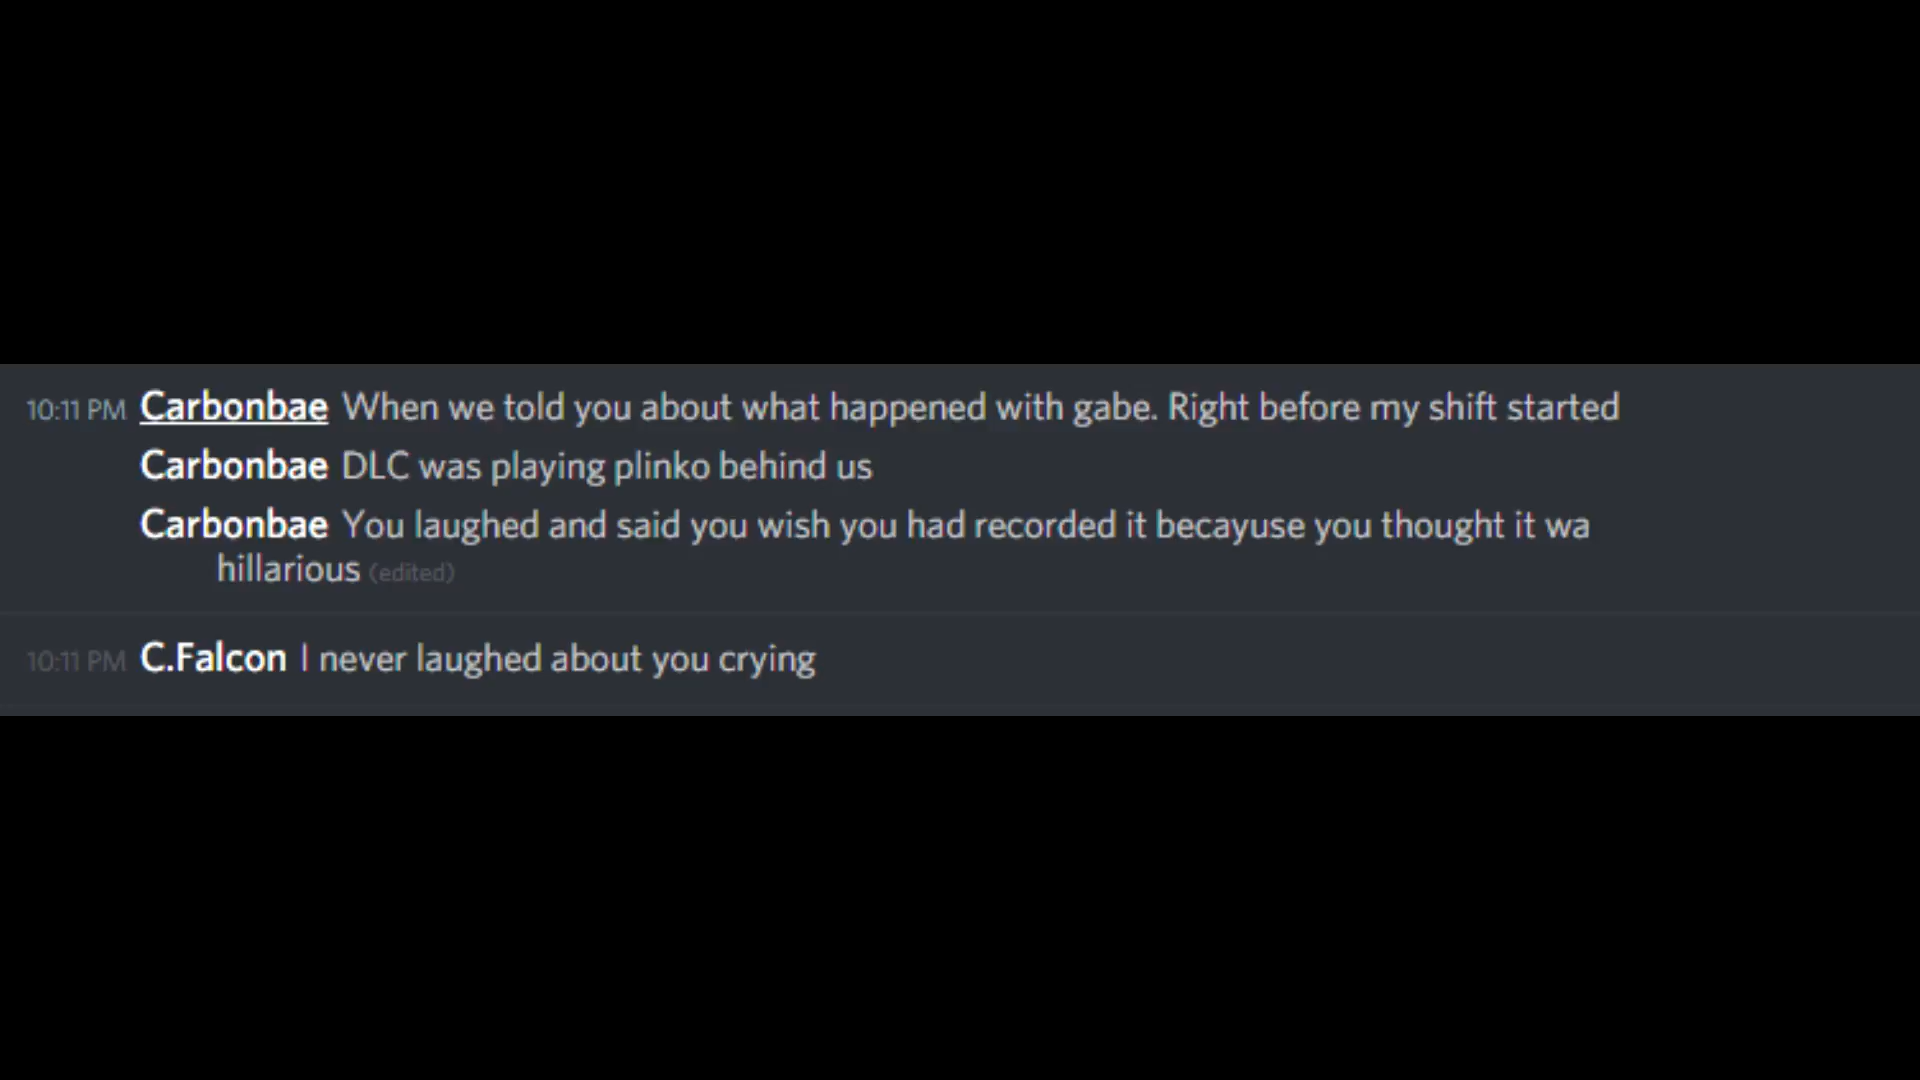 10:11 PM Carbonbae When we told you about what happened with gabe. Right before my shift started
Carbonbae DLC was playing plinko behind us
Carbonbae You laughed and said you wish you had recorded it becayuse you thought it wa
hillarious (edited)
10:11 PM C.Falcon I never laughed about you crying